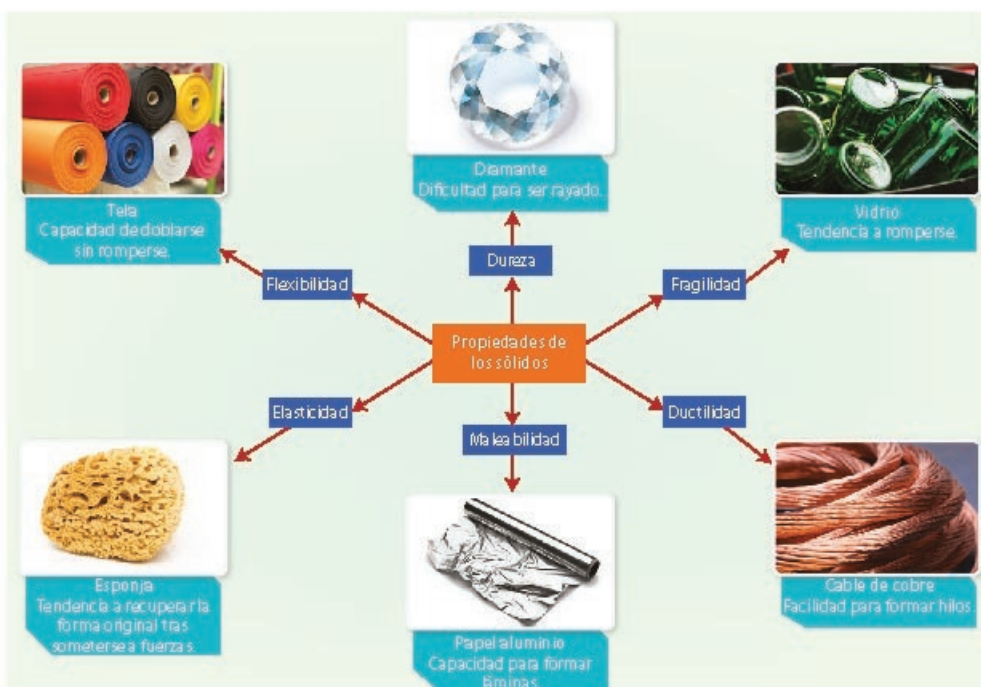 Diamante
Dificultad para ser rayado.
Tela
Capacidad de doblarse
sin romperse.
Vidrio
Tendencia a romperse.
Dureza
Flexibilidad
Fragilidad
Propiedades de
los sólidos
Elasticidad
Maleabilidad
Ductilidad
Esponja
Tendencia a recuperar la
forma original tras
someterse a fuerzas.
Papel aluminio
Capacidad para formar
láminas.
Cable de cobre
Facilidad para formar hilos.